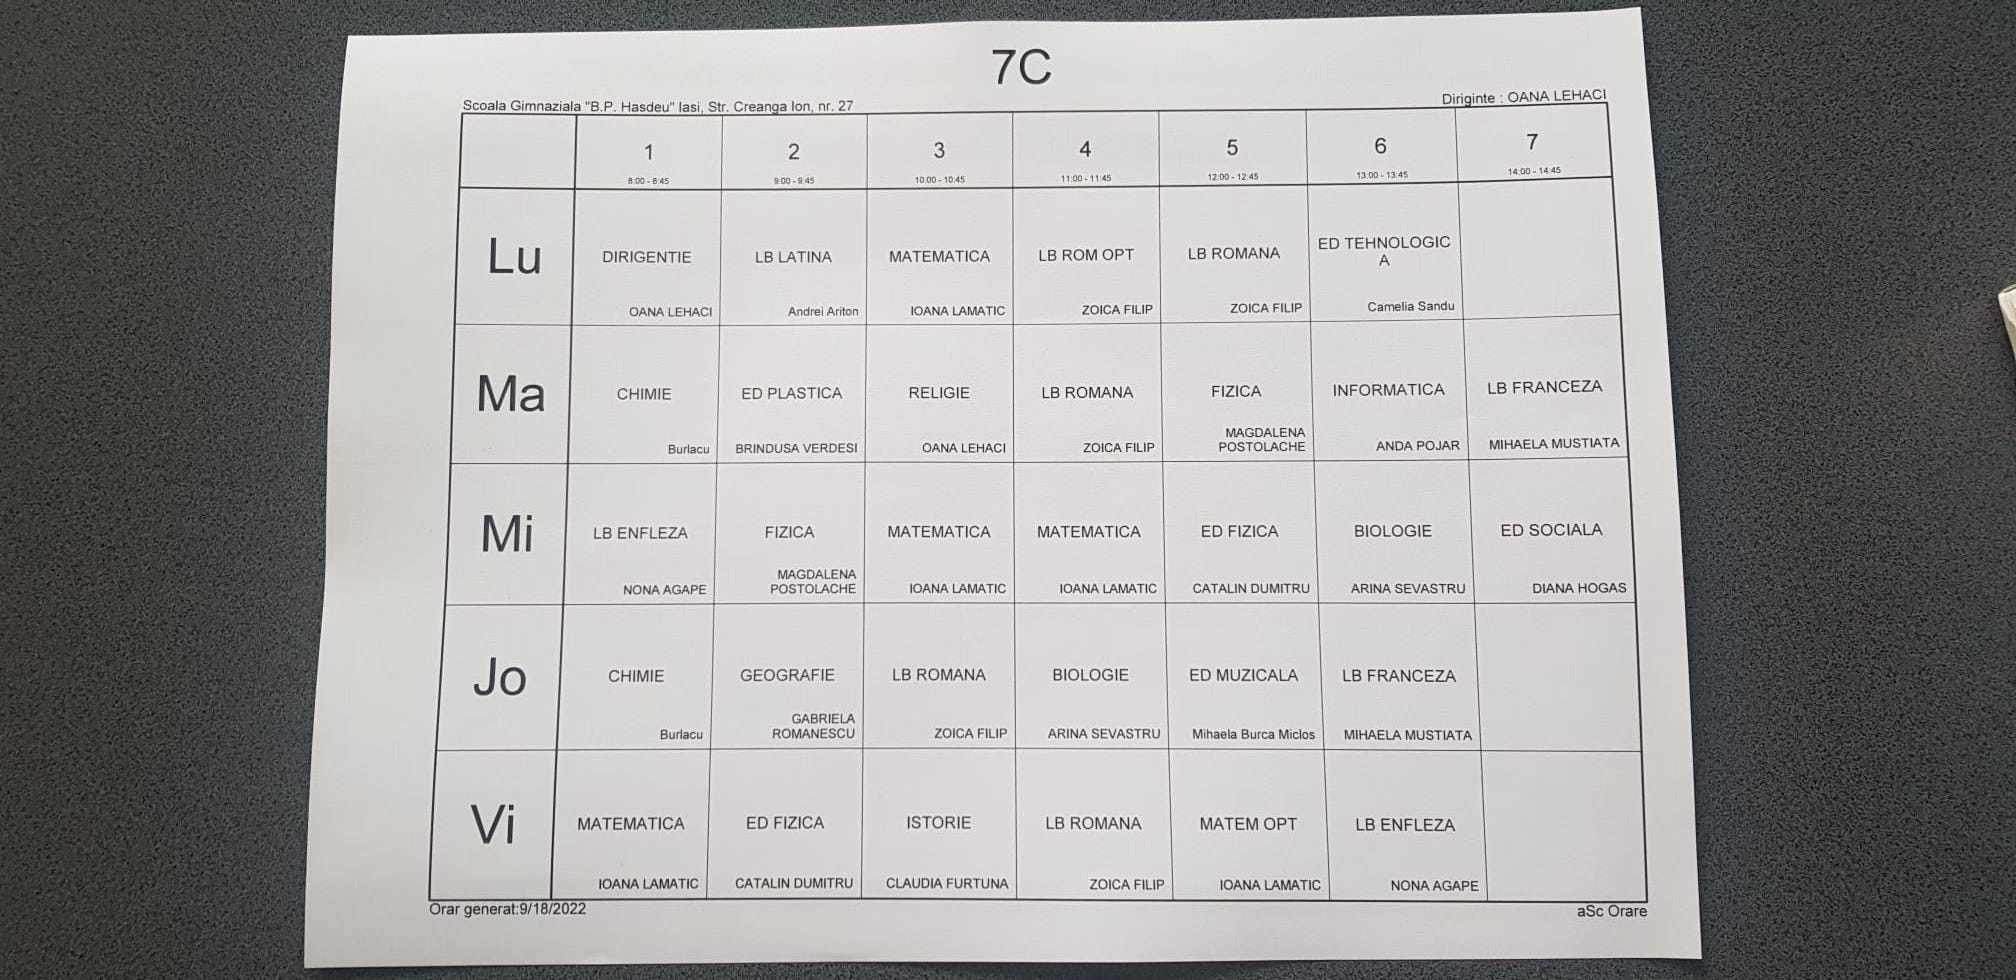 7C
Scoala Gimnaziala "B.P. Hasdeu" Iasi, Str. Creanga Ion, nr. 27
Diriginte : OANA LEHACI
1 2 3 4 5 6 7
8:00 - 8:45 9:00 - 9:45 10:00 - 10:45 11:00 - 11:45 12:00 - 12:45 13:00 - 13:45 14:00 - 14:45
Lu
DIRIGENTIE
OANA LEHACI
LB LATINA
Andrei Ariton
MATEMATICA
IOANA LAMATIC
LB ROM OPT
ZOICA FILIP
LB ROMANA
ZOICA FILIP
ED TEHNOLOGIC
A
Camelia Sandu
Ma
CHIMIE
Burlacu
ED PLASTICA
BRINDUSA VERDESI
RELIGIE
OANA LEHACI
LB ROMANA
ZOICA FILIP
FIZICA
MAGDALENA
POSTOLACHE
INFORMATICA
ANDA POJAR
LB FRANCEZA
MIHAELA MUSTIATA
Mi
LB ENFLEZA
NONA AGAPE
FIZICA
MAGDALENA
POSTOLACHE
MATEMATICA
IOANA LAMATIC
MATEMATICA
IOANA LAMATIC
ED FIZICA
CATALIN DUMITRU
BIOLOGIE
ARINA SEVASTRU
ED SOCIALA
DIANA HOGAS
Jo
CHIMIE
Burlacu
GEOGRAFIE
GABRIELA
ROMANESCU
LB ROMANA
ZOICA FILIP
BIOLOGIE
ARINA SEVASTRU
ED MUZICALA
Mihaela Burca Miclos
LB FRANCEZA
MIHAELA MUSTIATA
Vi
MATEMATICA
IOANA LAMATIC
ED FIZICA
CATALIN DUMITRU
ISTORIE
CLAUDIA FURTUNA
LB ROMANA
ZOICA FILIP
MATEM OPT
IOANA LAMATIC
LB ENFLEZA
NONA AGAPE
Orar generat:9/18/2022
aSc Orare